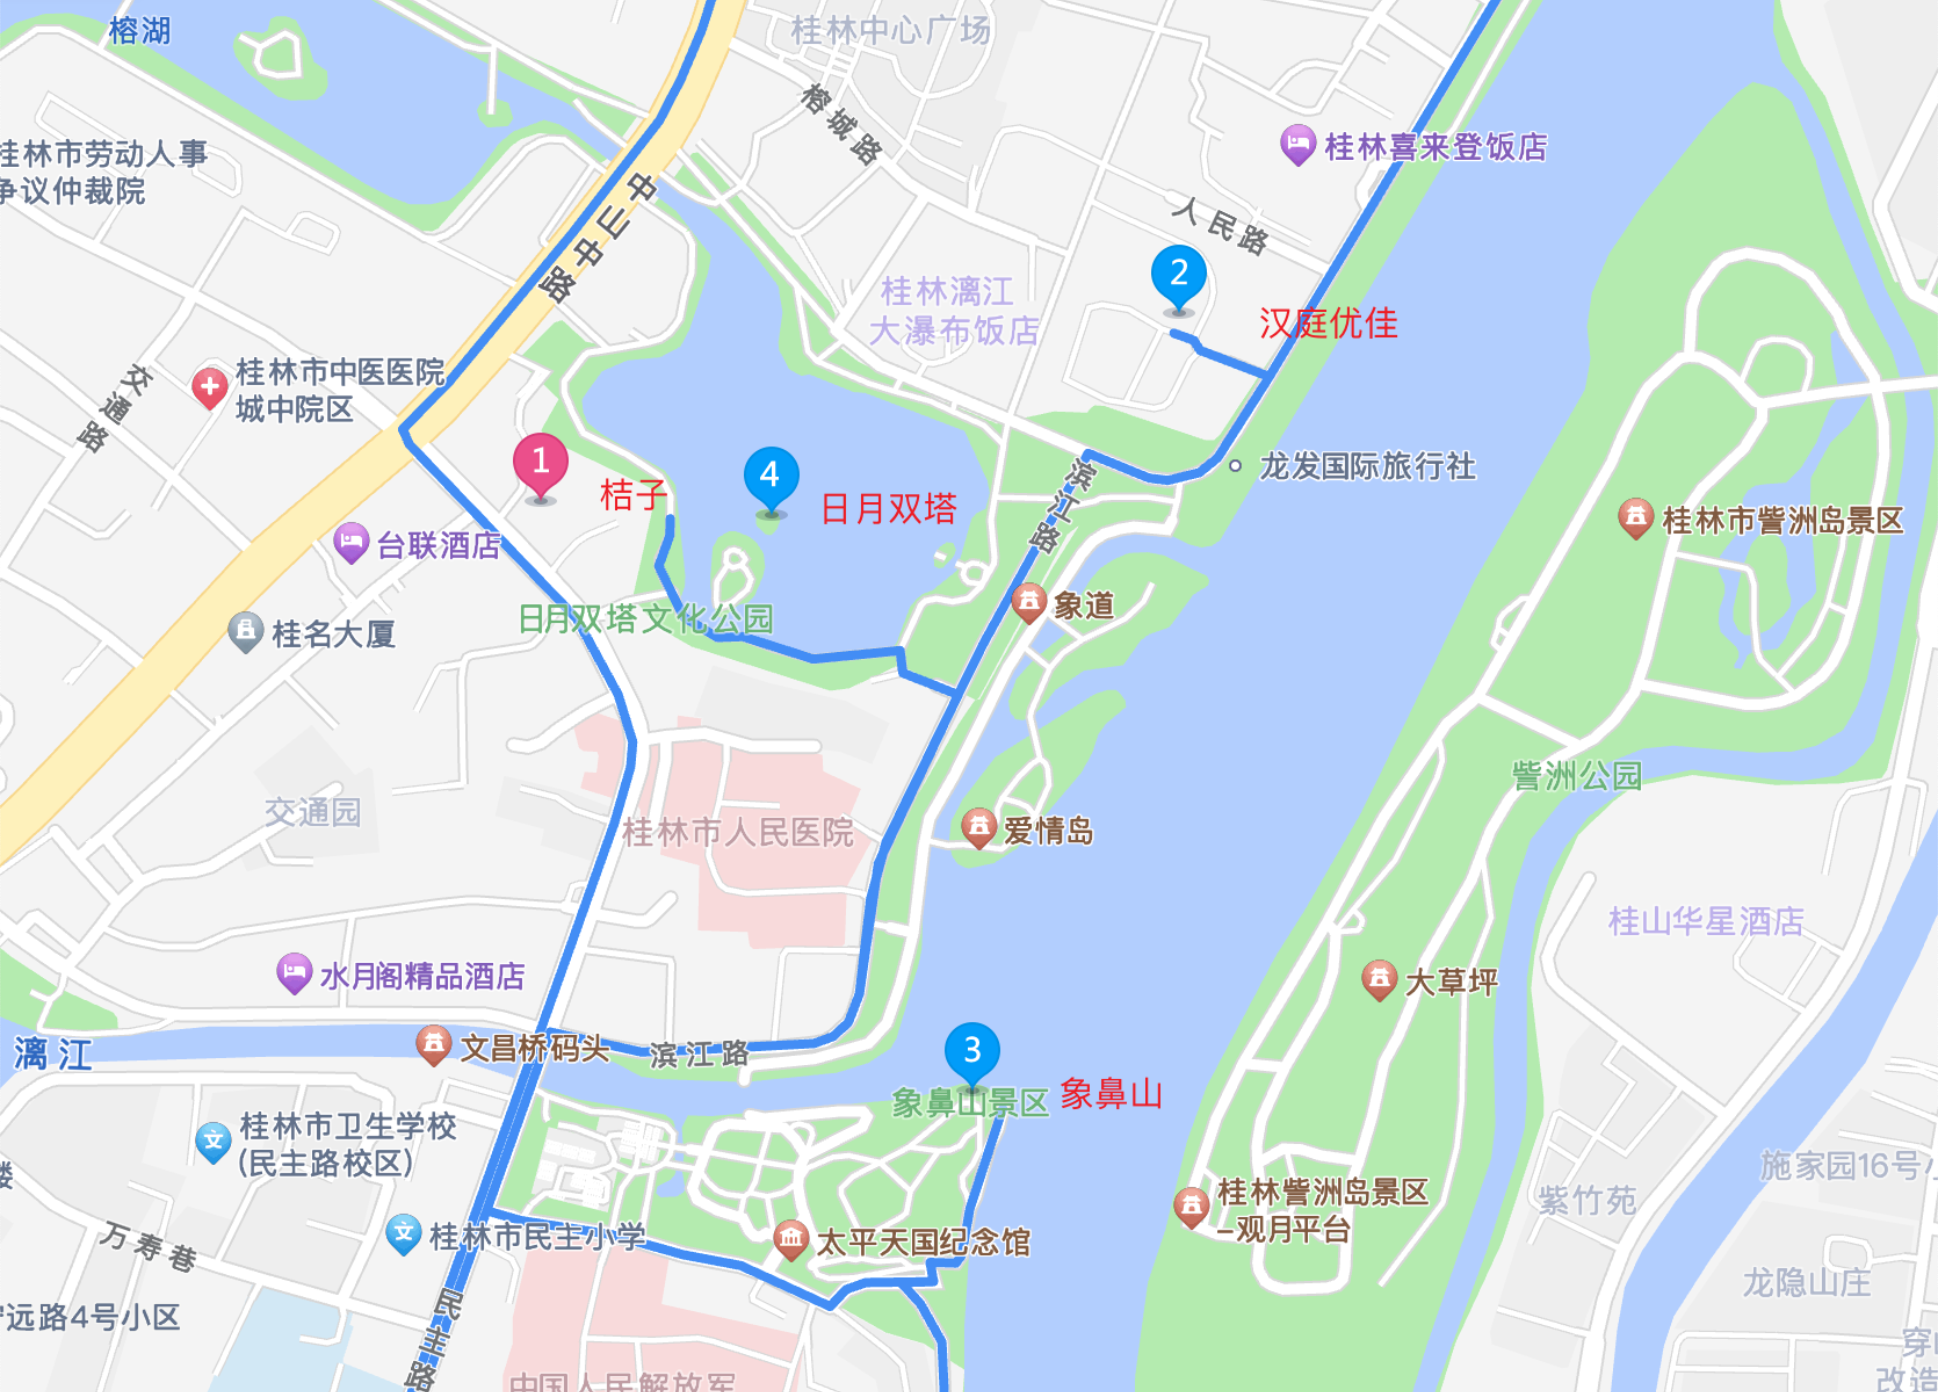 榕湖
桂林中心广场
榕城路
桂林市劳动人事
争议仲裁院
桂林喜来登饭店
中山中路
人民路
2
桂林漓江
大瀑布饭店
汉庭优佳
交通路
桂林市中医医院
城中院区
1
桔子
4
日月双塔
滨江路
龙发国际旅行社
桂林市訾洲岛景区
台联酒店
日月双塔文化公园
象道
桂名大厦
訾洲公园
交通园
桂林市人民医院
爱情岛
桂山华星酒店
水月阁精品酒店
大草坪
漓江
文昌桥码头
滨江路
3
象鼻山景区
象鼻山
桂林市卫生学校
(民主路校区)
楼
施家园16号小
桂林訾洲岛景区
-观月平台
紫竹苑
万寿巷
桂林市民主小学
太平天国纪念馆
龙隐山庄
宁远路4号小区
民主路
穿山
改造
中国人民解放军